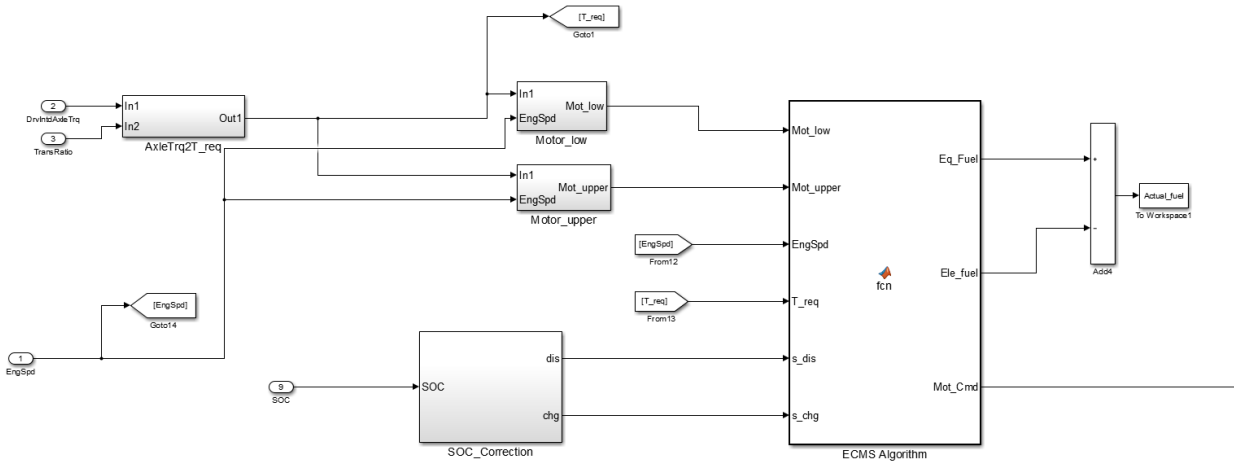 [T_req]
Goto1
2
DrvIntdAxleTrq
3
TransRatio
In1
In2
Out1
AxleTrq2T_req
In1
EngSpd
Mot_low
Motor_low
In1
EngSpd
Mot_upper
Motor_upper
[EngSpd]
From12
[T_req]
From13
[EngSpd]
Goto14
1
EngSpd
9
SOC
SOC
dis
chg
SOC_Correction
Mot_low
Mot_upper
EngSpd
T_req
s_dis
s_chg
fcn
Eq_Fuel
Ele_fuel
Mot_Cmd
ECMS Algorithm
+
−
Add4
Actual_fuel
To Workspace1